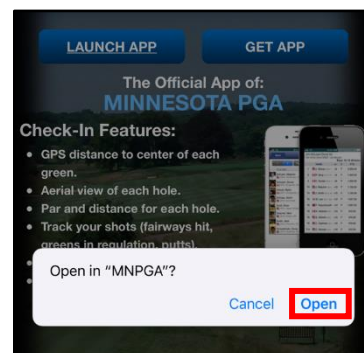 LAUNCH APP
GET APP
The Official App of:
MINNESOTA PGA
Check-In Features:
• GPS distance to center of each
green.
• Aerial view of each hole.
• Par and distance for each hole.
• Track your shots (fairways hit,
greens in regulation, putts).
Open in “MNPGA”?
Cancel
Open